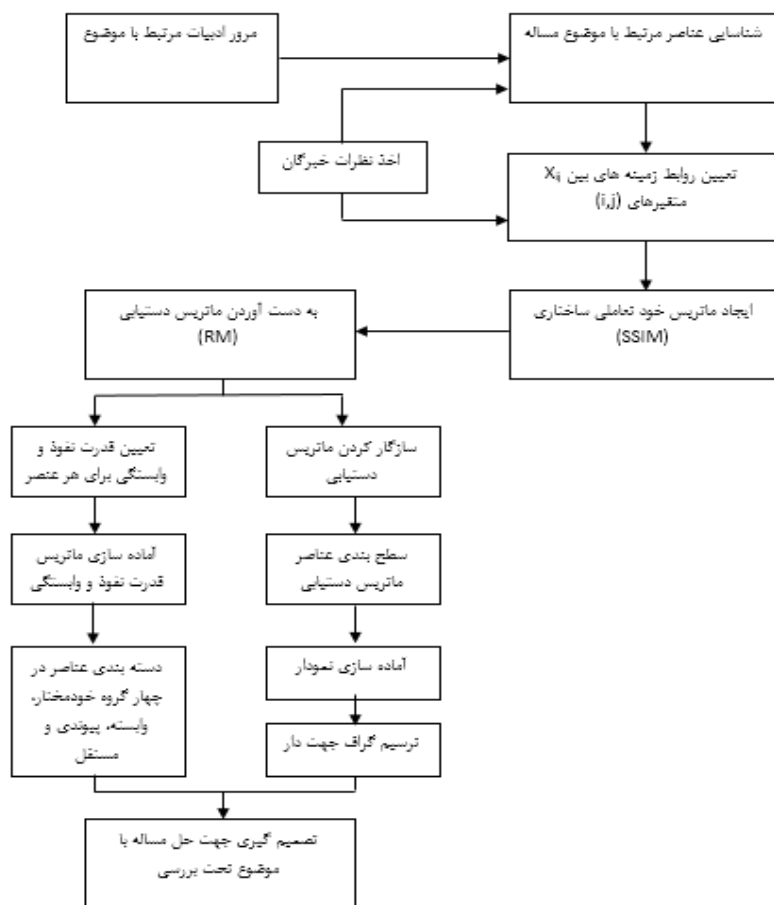 مرور ادبیات مرتبط با موضوع
شناسایی عناصر مرتبط با موضوع مساله
اخذ نظرات خبرگان
تعیین روابط زمینه های بین Xij
متغیرهای (i,j)
ایجاد ماتریس خود تعاملی ساختاری
(SSIM)
به دست آوردن ماتریس دستیابی
(RM)
سازگار کردن ماتریس
دستیابی
تعیین قدرت نفوذ و
وابستگی برای هر عنصر
سطح بندی عناصر
ماتریس دستیابی
آماده سازی ماتریس
قدرت نفوذ و وابستگی
آماده سازی نمودار
ترسیم گراف جهت دار
دسته بندی عناصر در
چهار گروه خودمختار،
وابسته، پیوندی و
مستقل
تصمیم گیری جهت حل مساله با
موضوع تحت بررسی